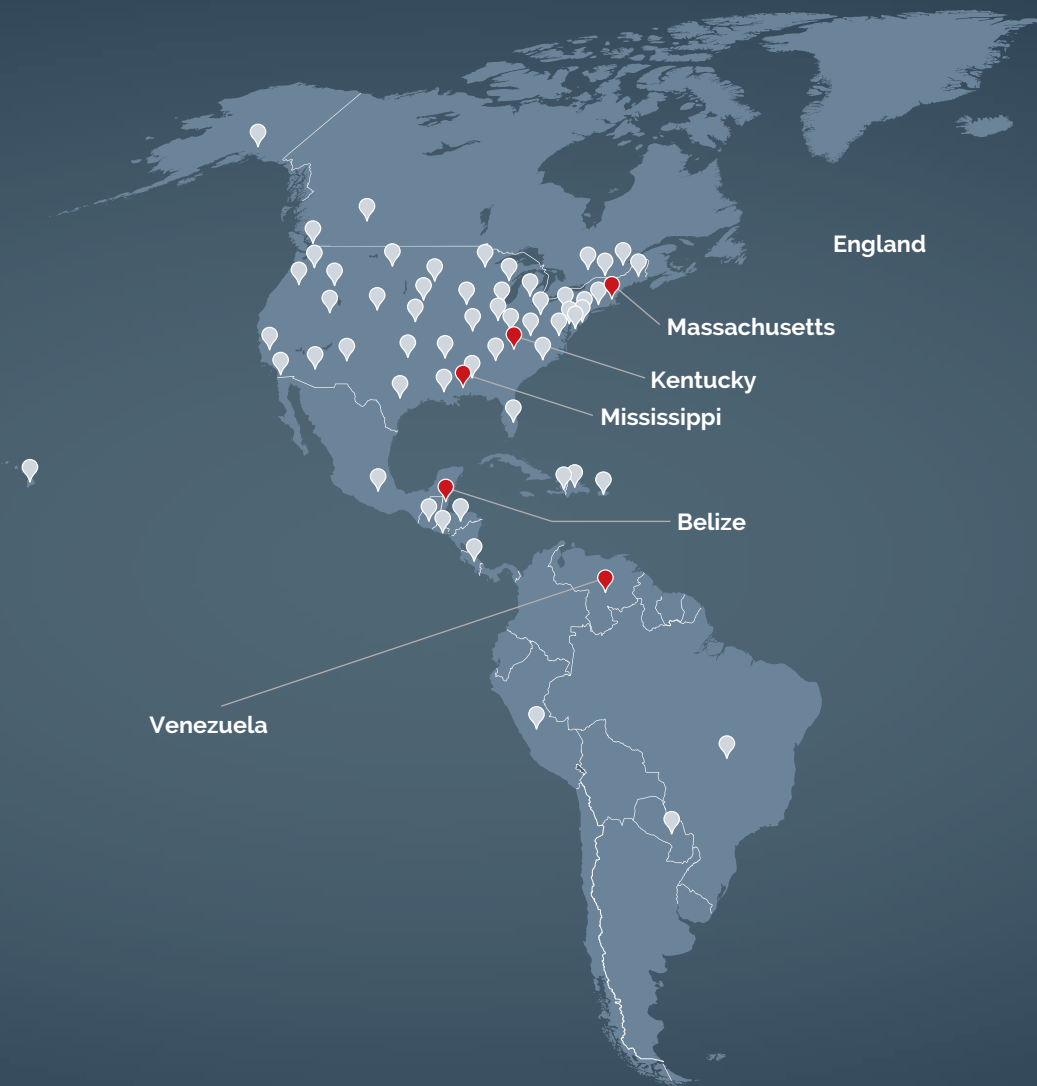 England
Massachusetts
Kentucky
Mississippi
Belize
Venezuela